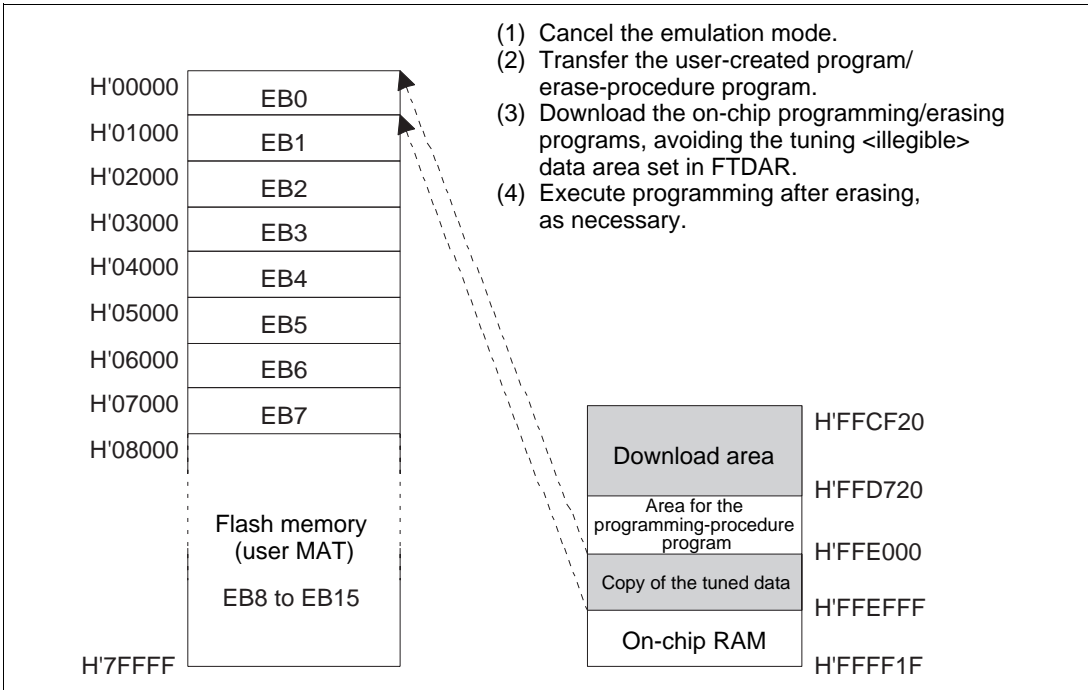 (1) Cancel the emulation mode.
(2) Transfer the user-created program/
erase-procedure program.
(3) Download the on-chip programming/erasing
programs, avoiding the tuning
data area set in FTDAR.
(4) Execute programming after erasing,
as necessary.
H'00000
EB0
H'01000
EB1
H'02000
EB2
H'03000
EB3
H'04000
EB4
H'05000
EB5
H'06000
EB6
H'07000
EB7
H'08000
Flash memory
(user MAT)
EB8 to EB15
H'7FFFF
H'FFCF20
Download area
H'FFD720
Area for the
programming-procedure
program
H'FFE000
Copy of the tuned data
H'FFEFFF
On-chip RAM
H'FFFF1F